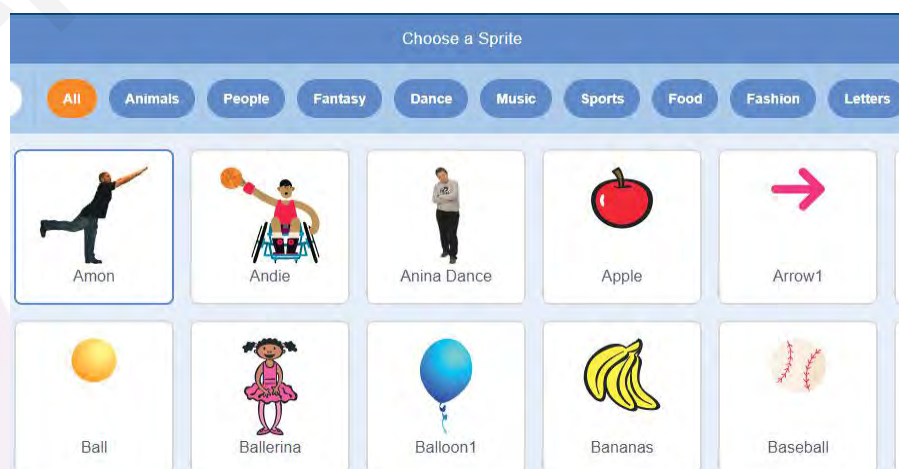 Choose a Sprite
All Animals People Fantasy Dance Music Sports Food Fashion Letters
Amon Andie Anina Dance Apple Arrow1
Ball Ballerina Balloon1 Bananas Baseball